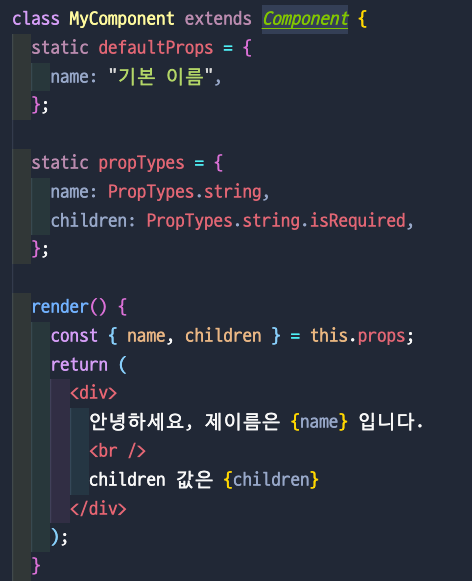 class MyComponent extends Component {
static defaultProps = {
name: "기본 이름",
};
static propTypes = {
name: PropTypes.string,
children: PropTypes.string.isRequired,
};
render() {
const { name, children } = this.props;
return (
<div>
안녕하세요, 제이름은 {name} 입니다.
<br />
children 값은 {children}
</div>
);
}